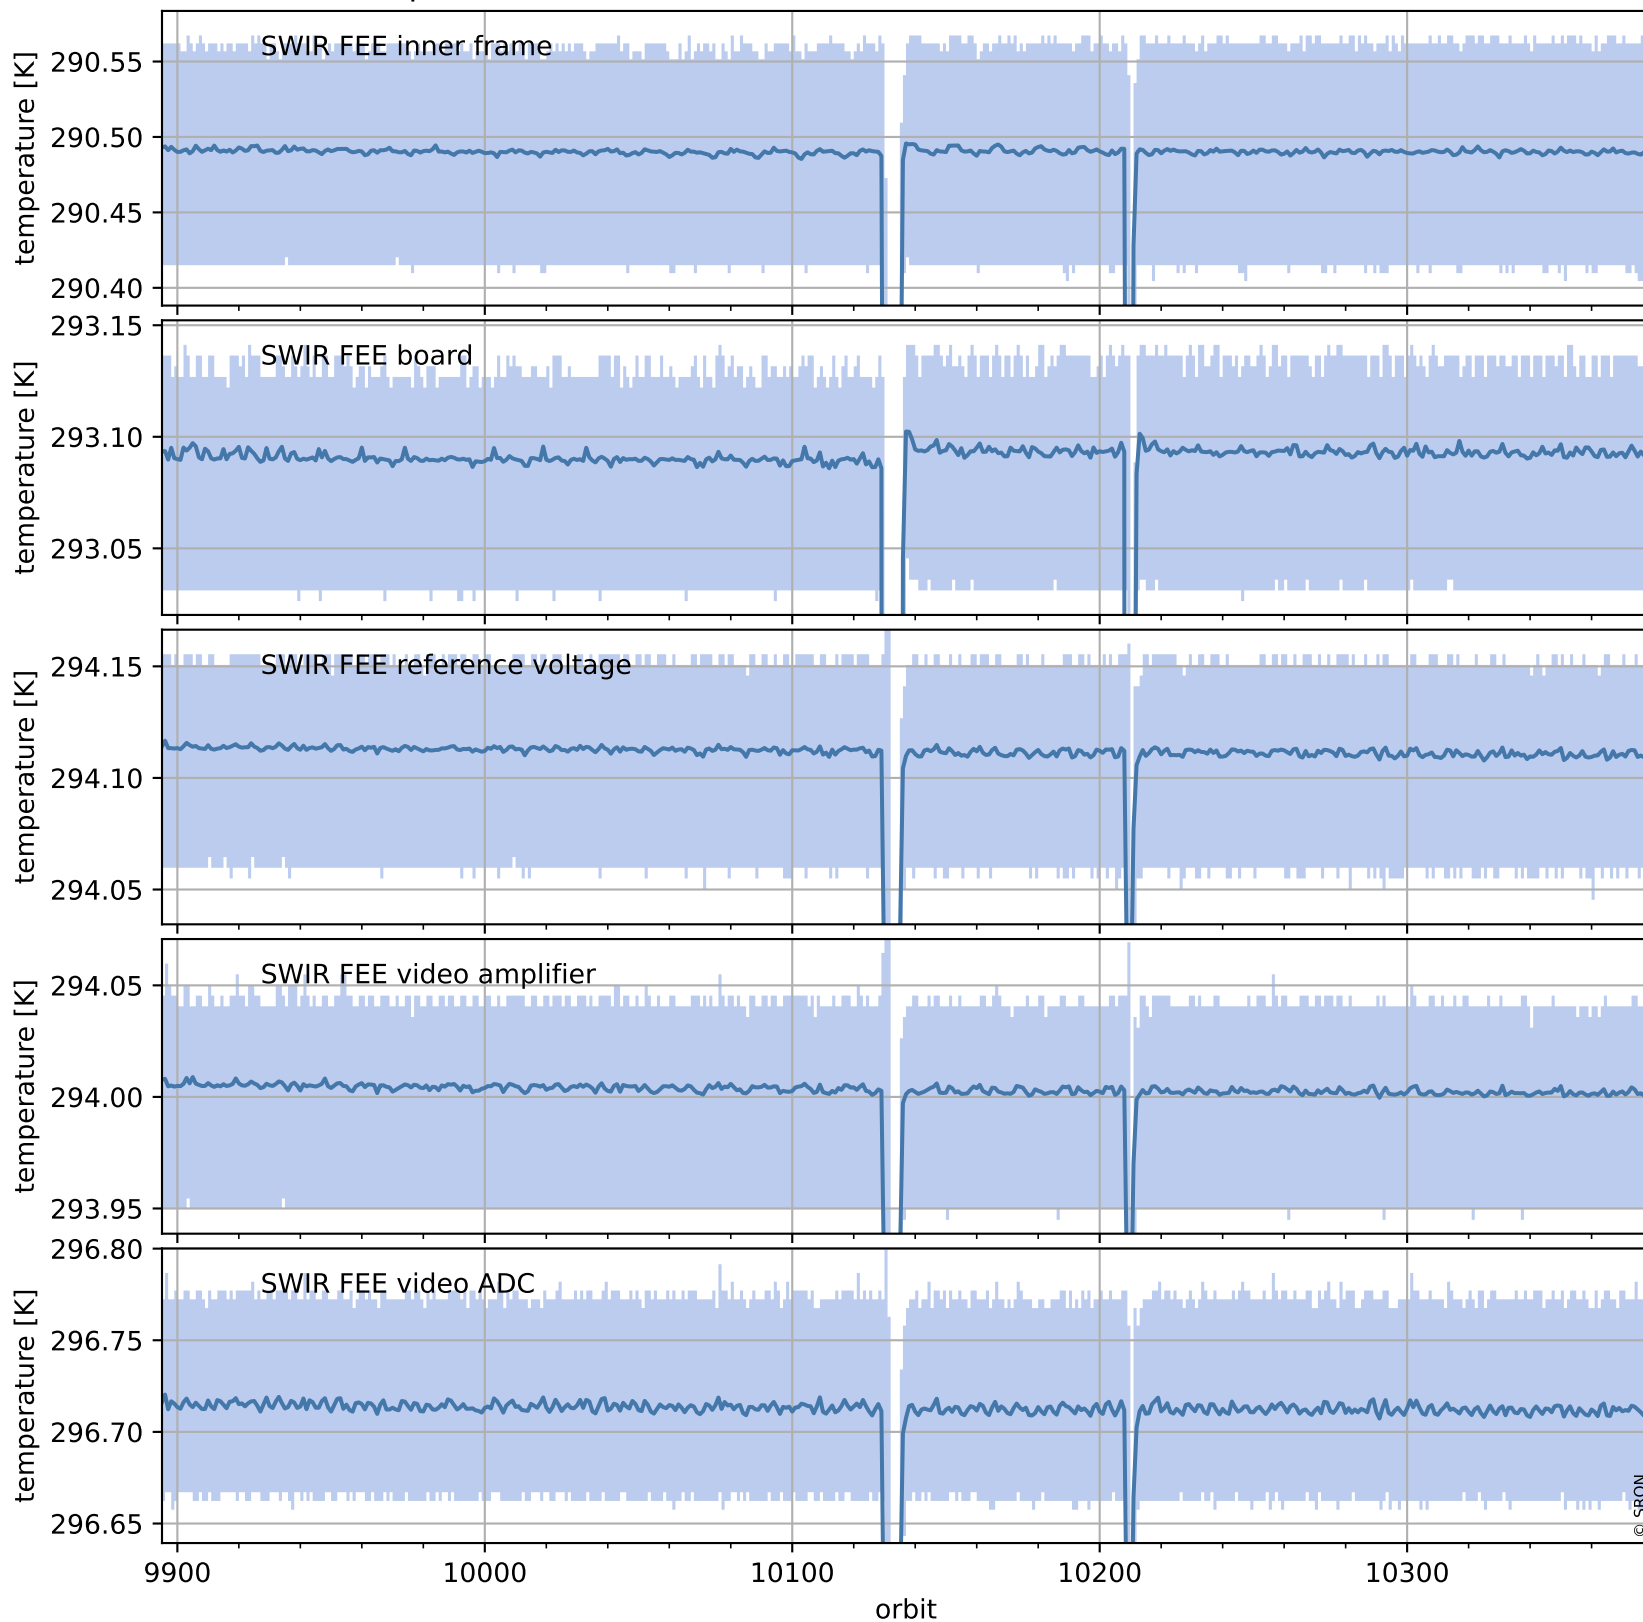 SWIR FEE inner frame
temperature [K]
290.55
290.50
290.45
290.40
SWIR FEE board
temperature [K]
293.15
293.10
293.05
SWIR FEE reference voltage
temperature [K]
294.15
294.10
294.05
SWIR FEE video amplifier
temperature [K]
294.05
294.00
293.95
SWIR FEE video ADC
temperature [K]
296.80
296.75
296.70
296.65
© SRON
9900 10000 10100 10200 10300
orbit